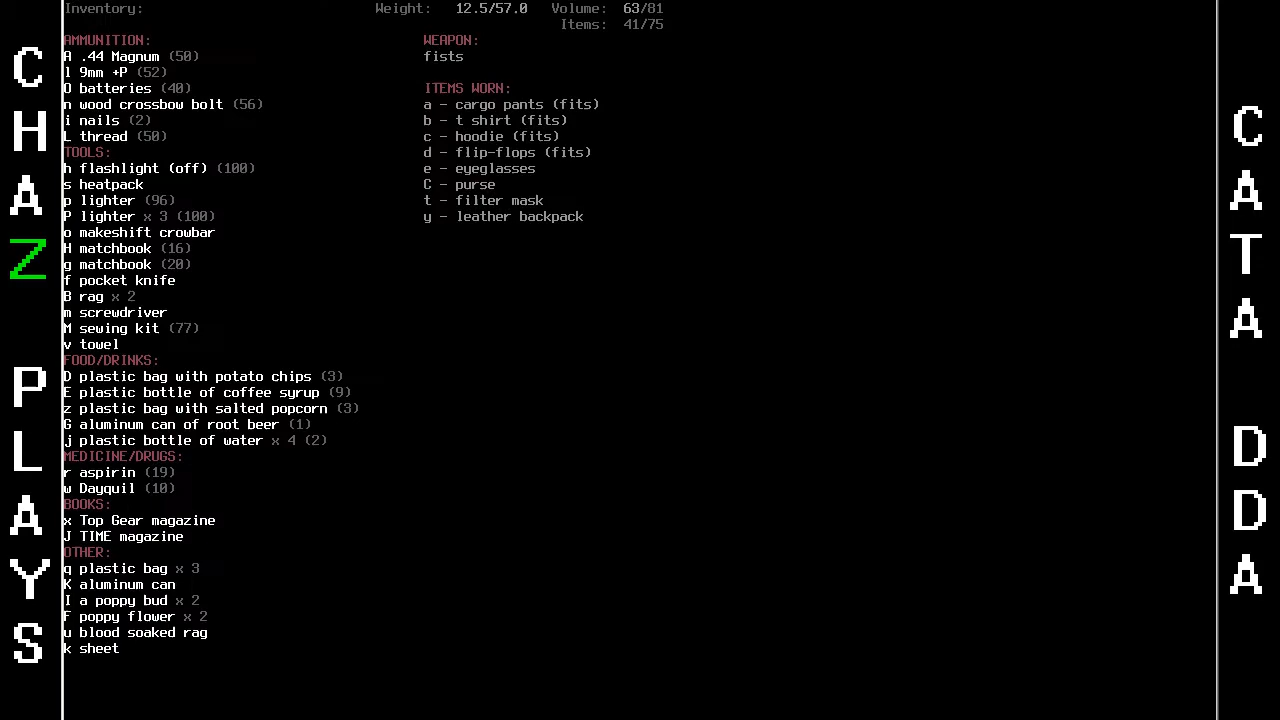 CHAZ PLAYS
Inventory: Weight: 12.5/57.0 Volume: 63/81
Items: 41/75
AMMUNITION:
A .44 Magnum (50)
l 9mm +P (52)
O batteries (40)
n wood crossbow bolt (56)
i nails (2)
L thread (50)
TOOLS:
h flashlight (off) (100)
s heatpack
p lighter (96)
P lighter x 3 (100)
o makeshift crowbar
H matchbook (16)
g matchbook (20)
f pocket knife
B rag x 2
m screwdriver
M sewing kit (77)
v towel
FOOD/DRINKS:
D plastic bag with potato chips (3)
E plastic bottle of coffee syrup (9)
z plastic bag with salted popcorn (3)
G aluminum can of root beer (1)
j plastic bottle of water x 4 (2)
MEDICINE/DRUGS:
r aspirin (19)
w Dayquil (10)
BOOKS:
x Top Gear magazine
J TIME magazine
OTHER:
q plastic bag x 3
K aluminum can
I a poppy bud x 2
F poppy flower x 2
u blood soaked rag
k sheet
WEAPON:
fists
ITEMS WORN:
a - cargo pants (fits)
b - t shirt (fits)
c - hoodie (fits)
d - flip-flops (fits)
e - eyeglasses
C - purse
t - filter mask
y - leather backpack
CATA DDA